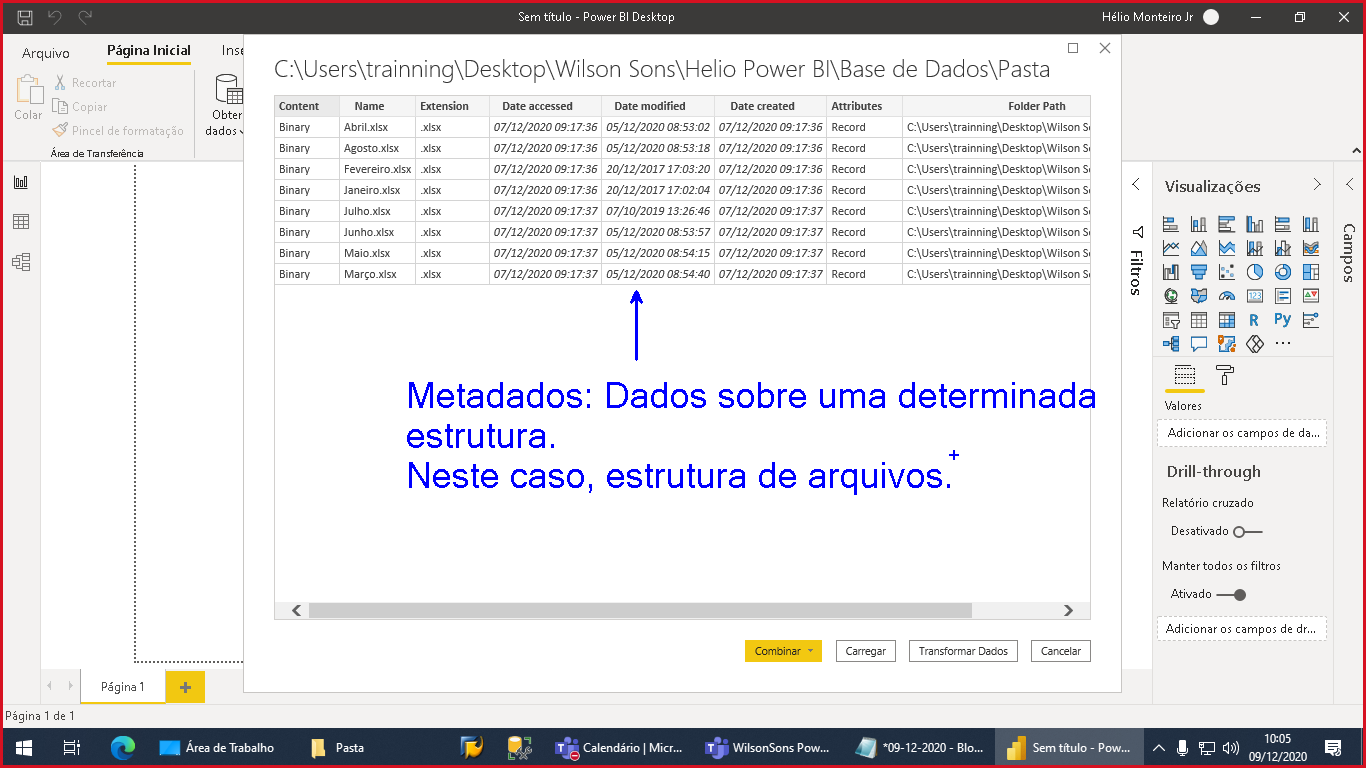 Sem título - Power BI Desktop
Hélio Monteiro Jr
Arquivo
Página Inicial
Inse
Colar
Recortar
Copiar
Pincel de formatação
Área de Transferência
Obter
dados
C:\Users\trainning\Desktop\Wilson Sons\Helio Power BI\Base de Dados\Pasta
Content Name Extension Date accessed Date modified Date created Attributes Folder Path
Binary Abril.xlsx .xlsx 07/12/2020 09:17:36 05/12/2020 08:53:02 07/12/2020 09:17:36 Record C:\Users\trainning\Desktop\Wilson So
Binary Agosto.xlsx .xlsx 07/12/2020 09:17:36 05/12/2020 08:53:18 07/12/2020 09:17:36 Record C:\Users\trainning\Desktop\Wilson So
Binary Fevereiro.xlsx .xlsx 07/12/2020 09:17:36 20/12/2017 17:03:20 07/12/2020 09:17:36 Record C:\Users\trainning\Desktop\Wilson So
Binary Janeiro.xlsx .xlsx 07/12/2020 09:17:36 20/12/2017 17:02:04 07/12/2020 09:17:36 Record C:\Users\trainning\Desktop\Wilson So
Binary Julho.xlsx .xlsx 07/12/2020 09:17:37 07/10/2019 13:26:46 07/12/2020 09:17:37 Record C:\Users\trainning\Desktop\Wilson So
Binary Junho.xlsx .xlsx 07/12/2020 09:17:37 05/12/2020 08:53:57 07/12/2020 09:17:37 Record C:\Users\trainning\Desktop\Wilson So
Binary Maio.xlsx .xlsx 07/12/2020 09:17:37 05/12/2020 08:54:15 07/12/2020 09:17:37 Record C:\Users\trainning\Desktop\Wilson So
Binary Março.xlsx .xlsx 07/12/2020 09:17:37 05/12/2020 08:54:40 07/12/2020 09:17:37 Record C:\Users\trainning\Desktop\Wilson So
Metadados: Dados sobre uma determinada
estrutura.
Neste caso, estrutura de arquivos.
Combinar
Carregar
Transformar Dados
Cancelar
Filtros
Visualizações
Campos
123
R
Py
Valores
Adicionar os campos de da...
Drill-through
Relatório cruzado
Desativado
Manter todos os filtros
Ativado
Adicionar os campos de dr...
Página 1
Página 1 de 1
Área de Trabalho
Pasta
Calendário | Micr...
WilsonSons Pow...
*09-12-2020 - Blo...
Sem título - Pow...
10:05
09/12/2020